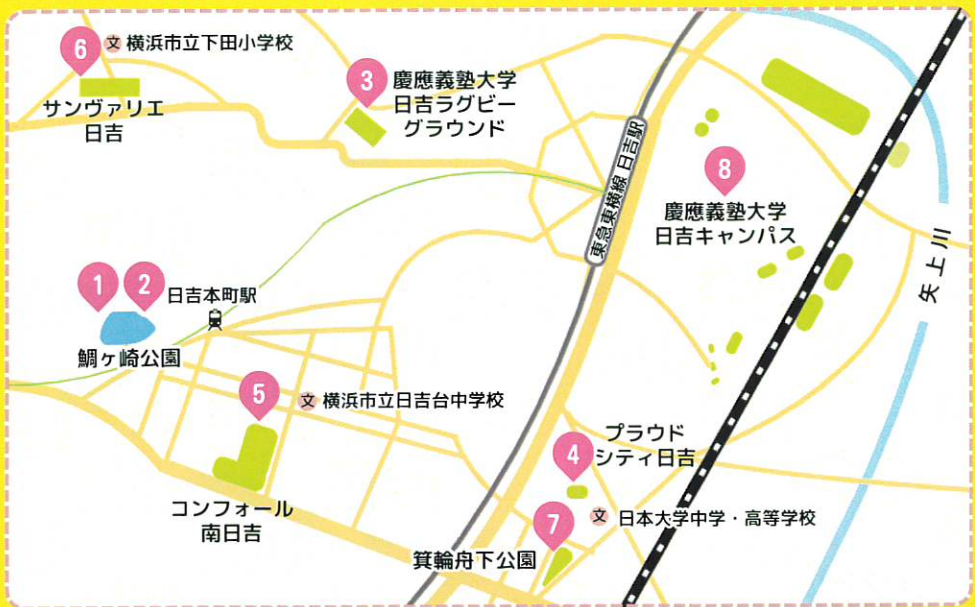 6
文 横浜市立下田小学校
サンヴァリエ
日吉
3
慶應義塾大学
日吉ラグビー
グラウンド
東急東横線 日吉駅
8
慶應義塾大学
日吉キャンパス
矢上川
1
2
日吉本町駅
鯛ヶ崎公園
5
文 横浜市立日吉台中学校
コンフォール
南日吉
4
プラウド
シティ日吉
7
文 日本大学中学・高等学校
箕輪舟下公園